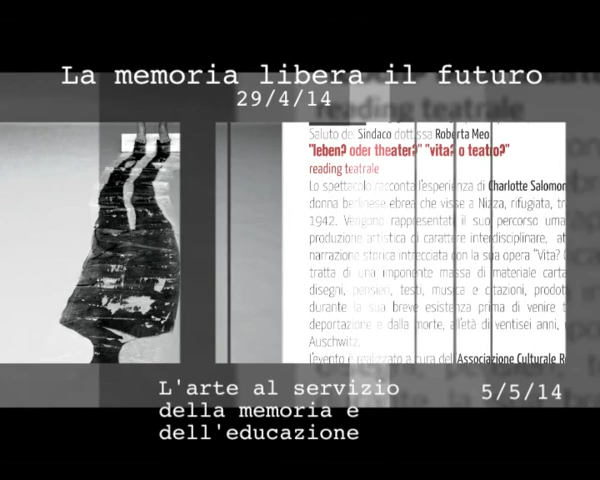 La memoria libera il futuro
29/4/14
reading teatrale
Saluto del Sindaco dott.ssa Roberta Meo
"leben? oder theater?" "vita? o teatro?"
reading teatrale
Lo spettacolo racconta l'esperienza di Charlotte Salomon
donna berlinese ebrea che visse a Nizza, rifugiata, tr
1942. Vengono rappresentati il suo percorso uma
produzione artistica di carattere interdisciplinare, at
narrazione storica intrecciata con la sua opera "Vita? (
tratta di una imponente massa di materiale carta
disegni, pensieri, testi, musica e citazioni, prodot
durante la sua breve esistenza prima di venire t
deportazione e dalla morte, all'età di ventisei anni,
Auschwitz.
l'evento è realizzato a cura dell'Associazione Culturale R
L'arte al servizio
della memoria e
dell'educazione
5/5/14